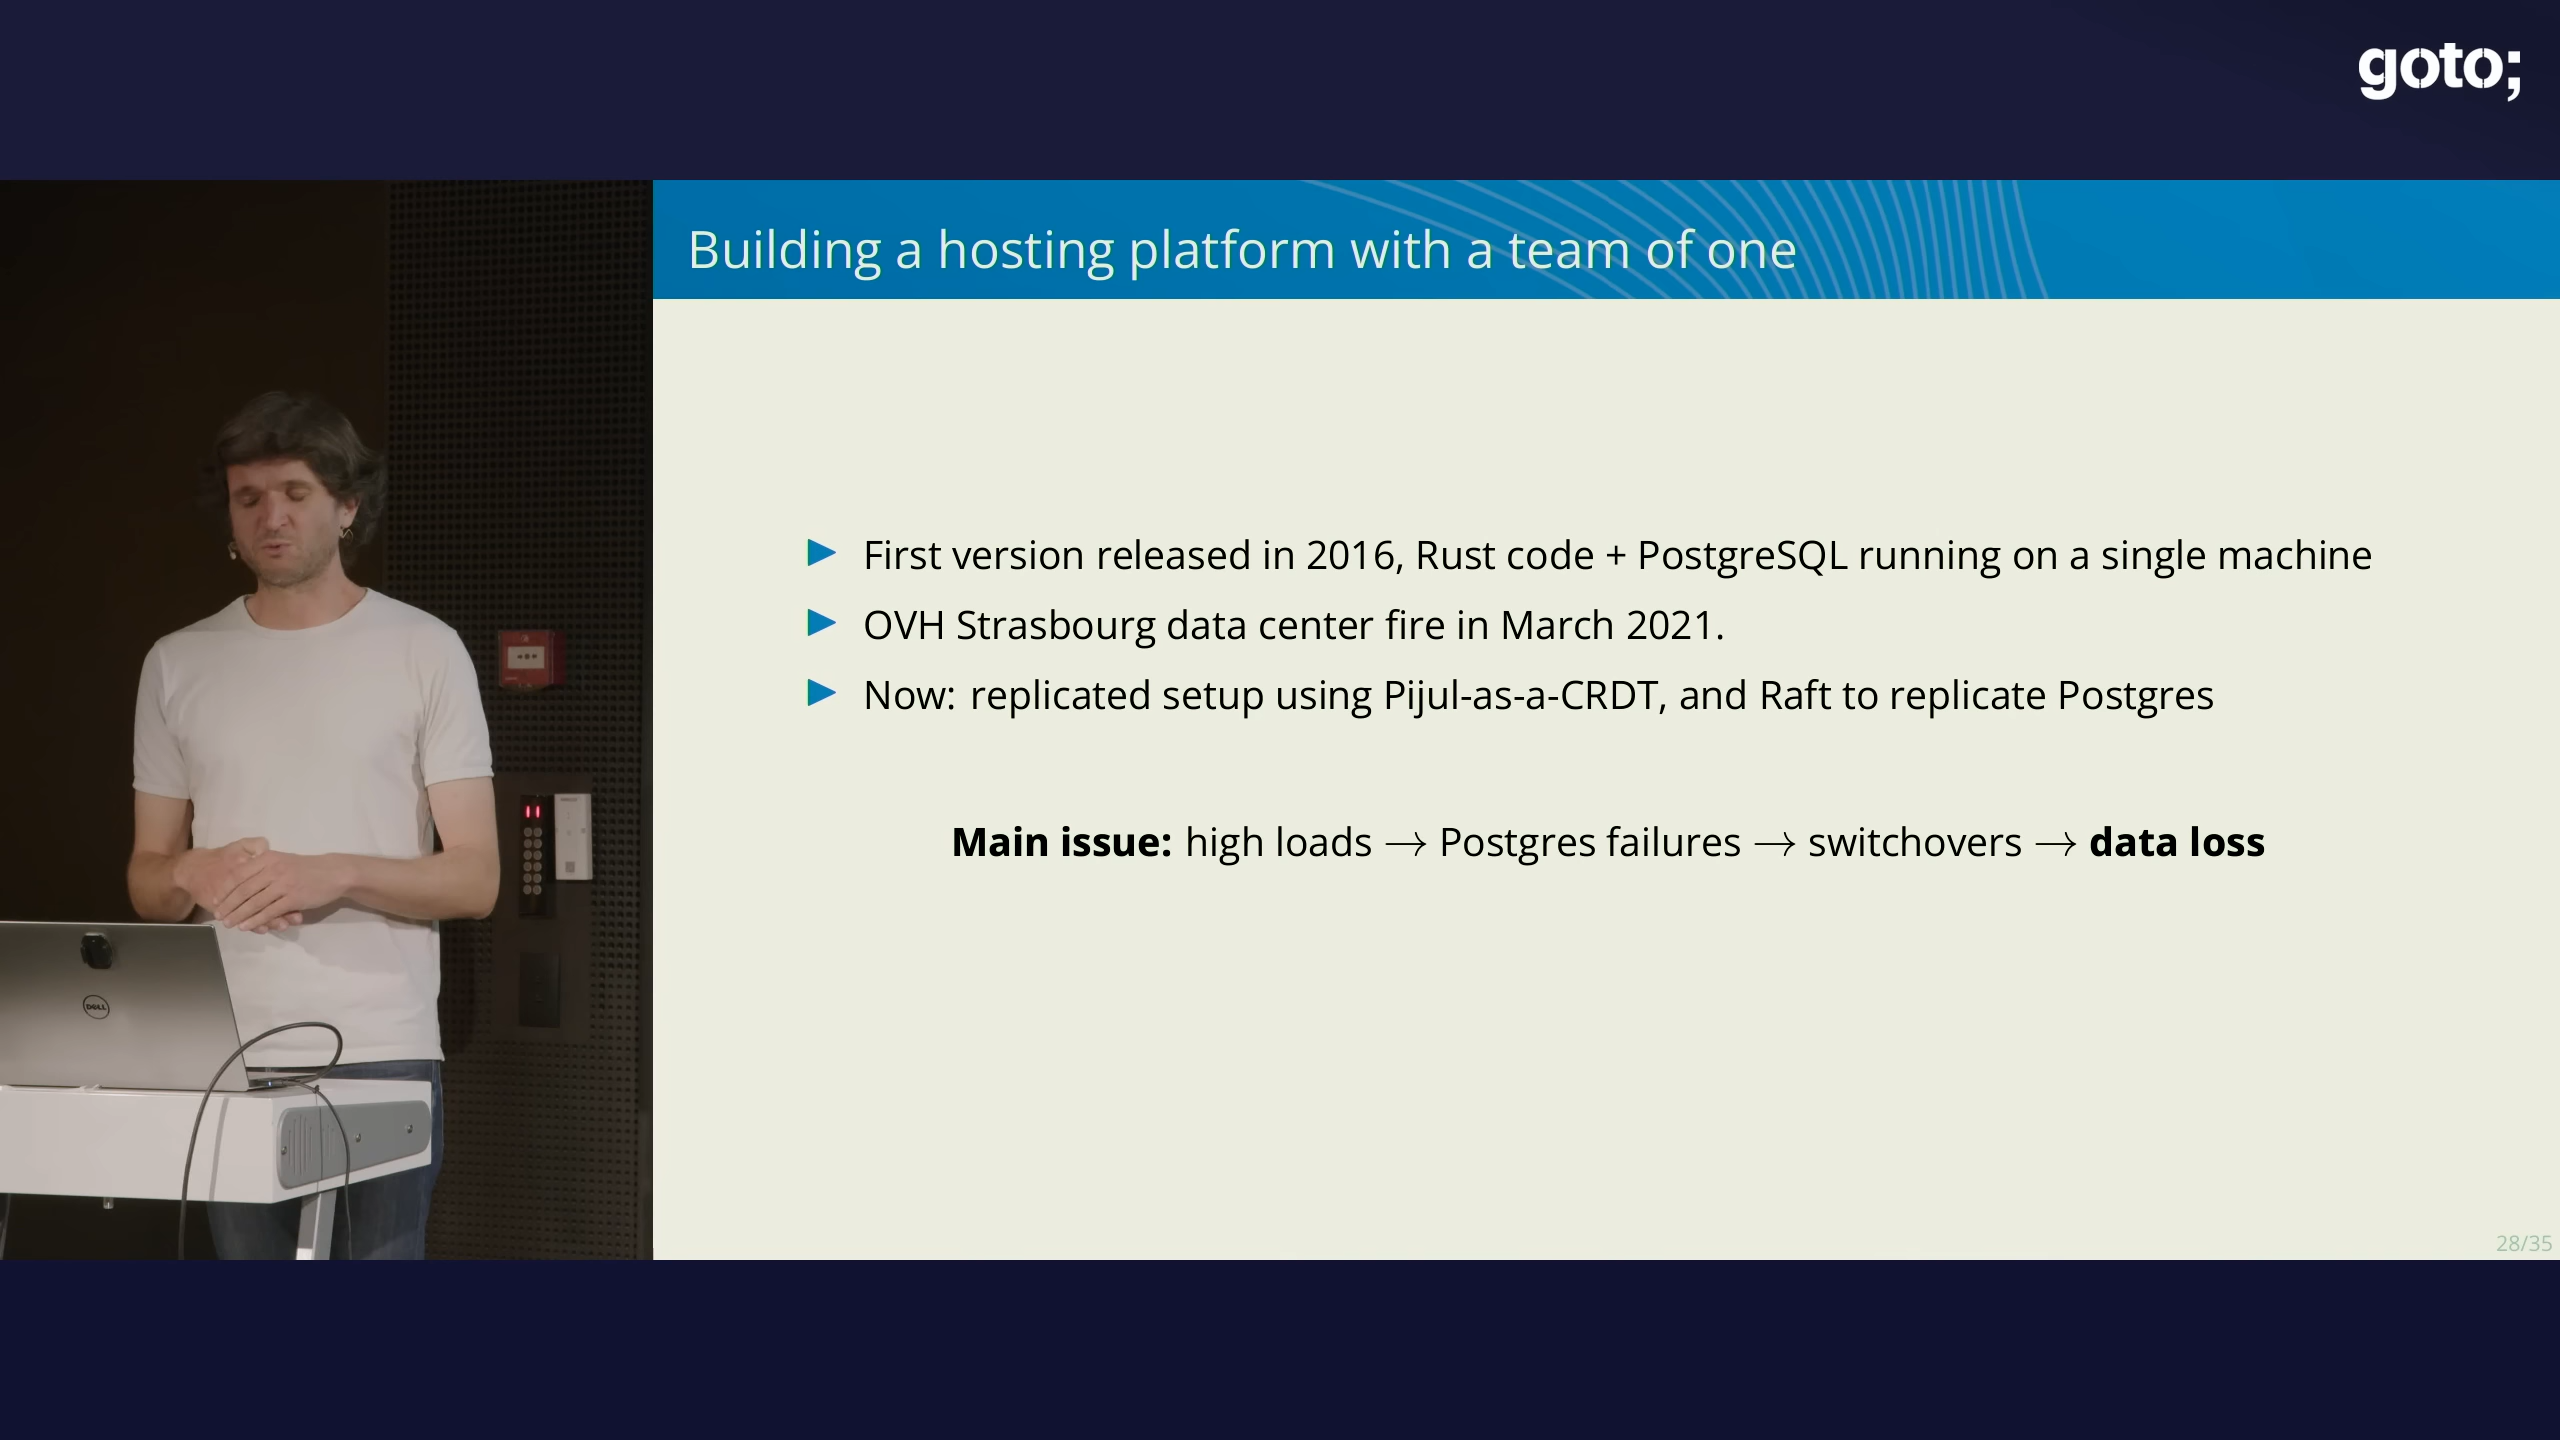 goto;
Building a hosting platform with a team of one
First version released in 2016, Rust code + PostgreSQL running on a single machine
OVH Strasbourg data center fire in March 2021.
Now: replicated setup using Pijul-as-a-CRDT, and Raft to replicate Postgres
Main issue: high loads → Postgres failures → switchovers → data loss
DELL
28/35